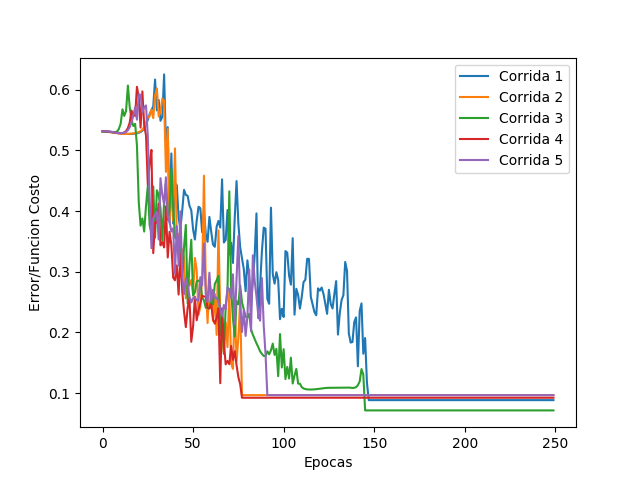 Error/Funcion Costo
0.6
0.5
0.4
0.3
0.2
0.1
Corrida 1
Corrida 2
Corrida 3
Corrida 4
Corrida 5
0 50 100 150 200 250
Epocas